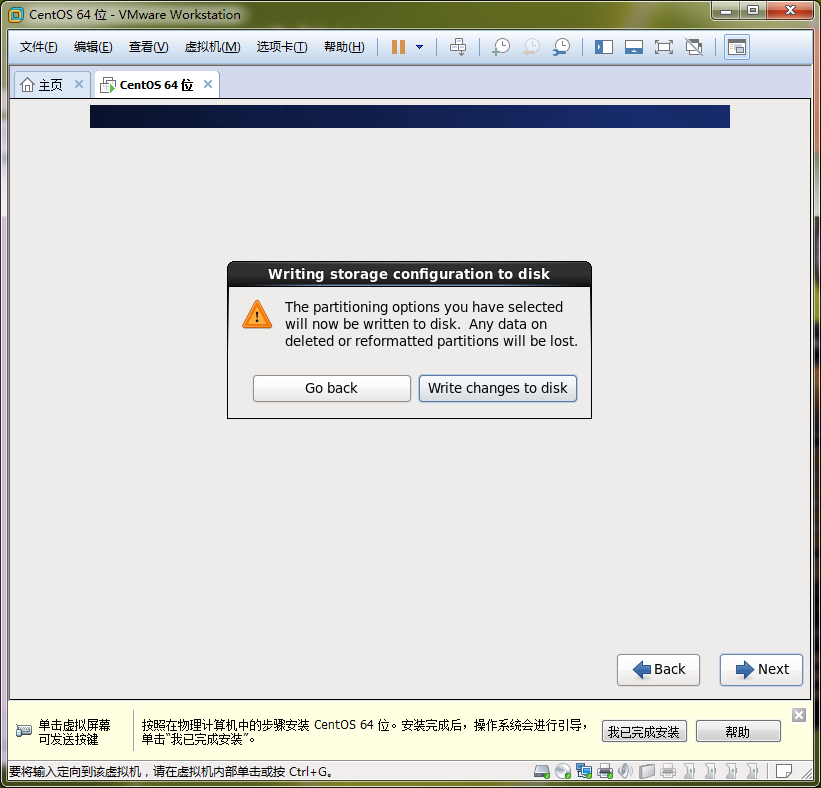 CentOS 64 位 - VMware Workstation
文件(F) 编辑(E) 查看(V) 虚拟机(M) 选项卡(T) 帮助(H)
主页 CentOS 64 位
Writing storage configuration to disk
The partitioning options you have selected
will now be written to disk. Any data on
deleted or reformatted partitions will be lost.
Go back Write changes to disk
Back Next
单击虚拟屏幕
可发送按键
按照在物理计算机中的步骤安装 CentOS 64 位。安装完成后，操作系统会进行引导，
单击“我已完成安装”。
我已完成安装 帮助
要将输入定向到该虚拟机，请在虚拟机内部单击或按 Ctrl+G。